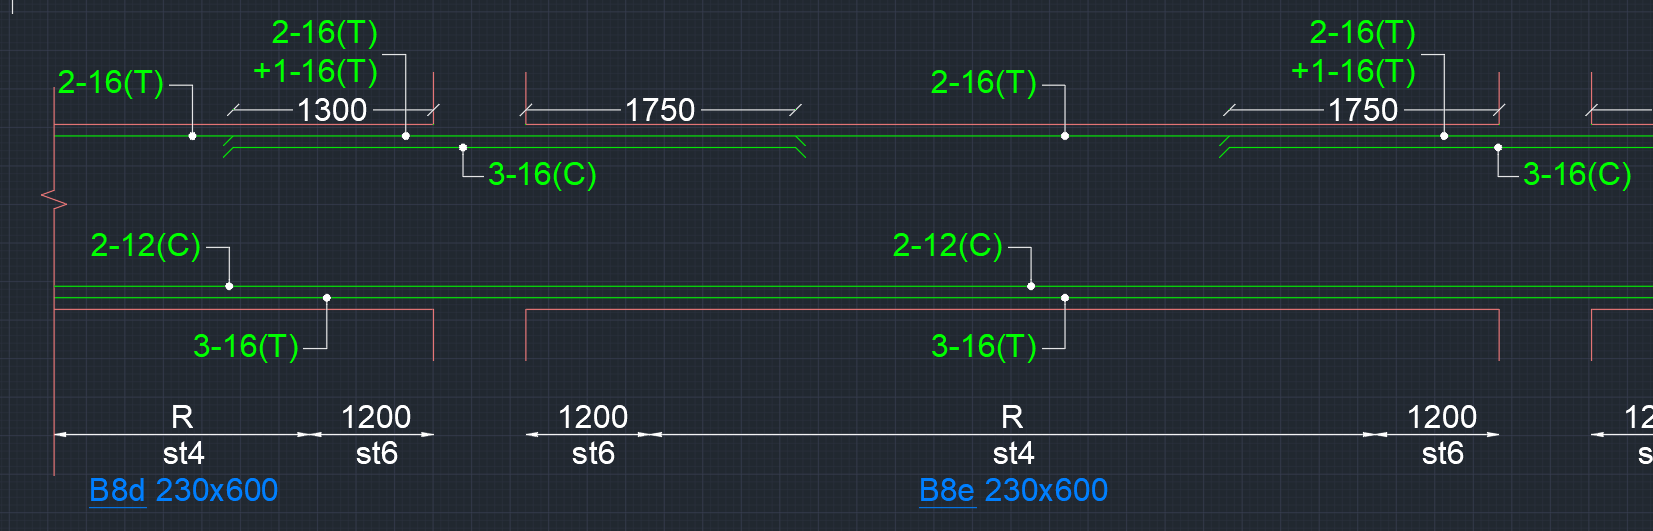 2-16(T)
2-16(T)
+1-16(T)
1300
1750
2-16(T)
2-16(T)
+1-16(T)
1750
3-16(C)
3-16(C)
2-12(C)
2-12(C)
3-16(T)
3-16(T)
R
1200
1200
R
1200
st4
st6
st6
st4
st6
B8d 230x600
B8e 230x600